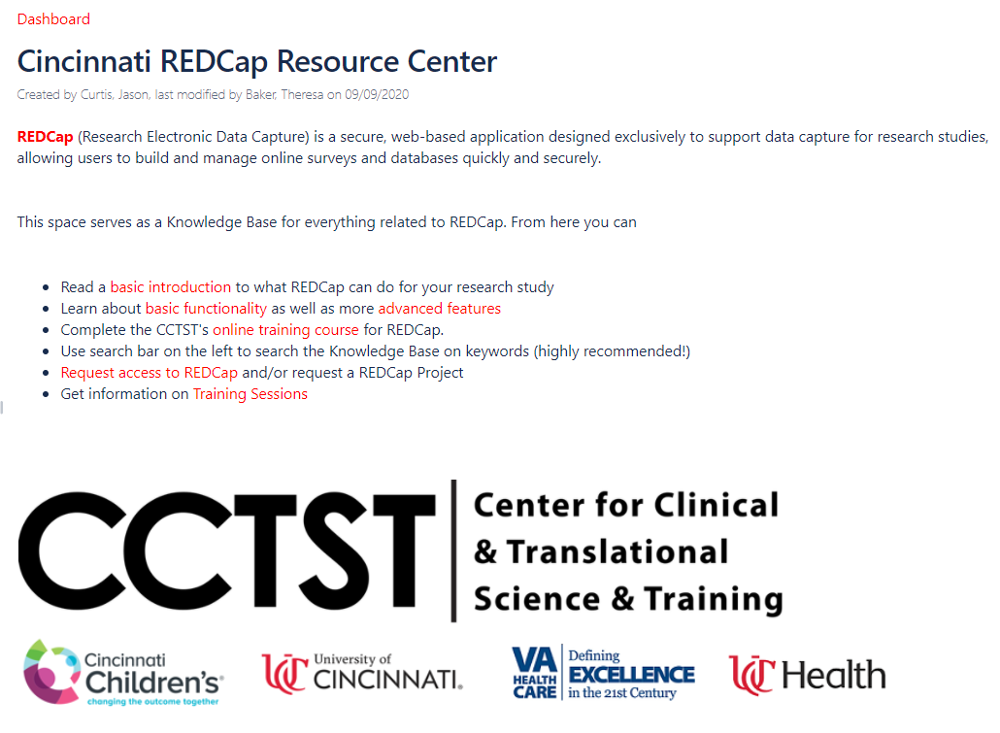 Dashboard
Cincinnati REDCap Resource Center
Created by Curtis, Jason, last modified by Baker, Theresa on 09/09/2020
REDCap (Research Electronic Data Capture) is a secure, web-based application designed exclusively to support data capture for research studies,
allowing users to build and manage online surveys and databases quickly and securely.
This space serves as a Knowledge Base for everything related to REDCap. From here you can
• Read a basic introduction to what REDCap can do for your research study
• Learn about basic functionality as well as more advanced features
• Complete the CCTST's online training course for REDCap.
• Use search bar on the left to search the Knowledge Base on keywords (highly recommended!)
• Request access to REDCap and/or request a REDCap Project
• Get information on Training Sessions
CCTST
Center for Clinical
& Translational
Science & Training
Cincinnati
Children's®
changing the outcome together
UC University of
CINCINNATI®
VA
HEALTH
CARE
Defining
EXCELLENCE
in the 21st Century
UC Health